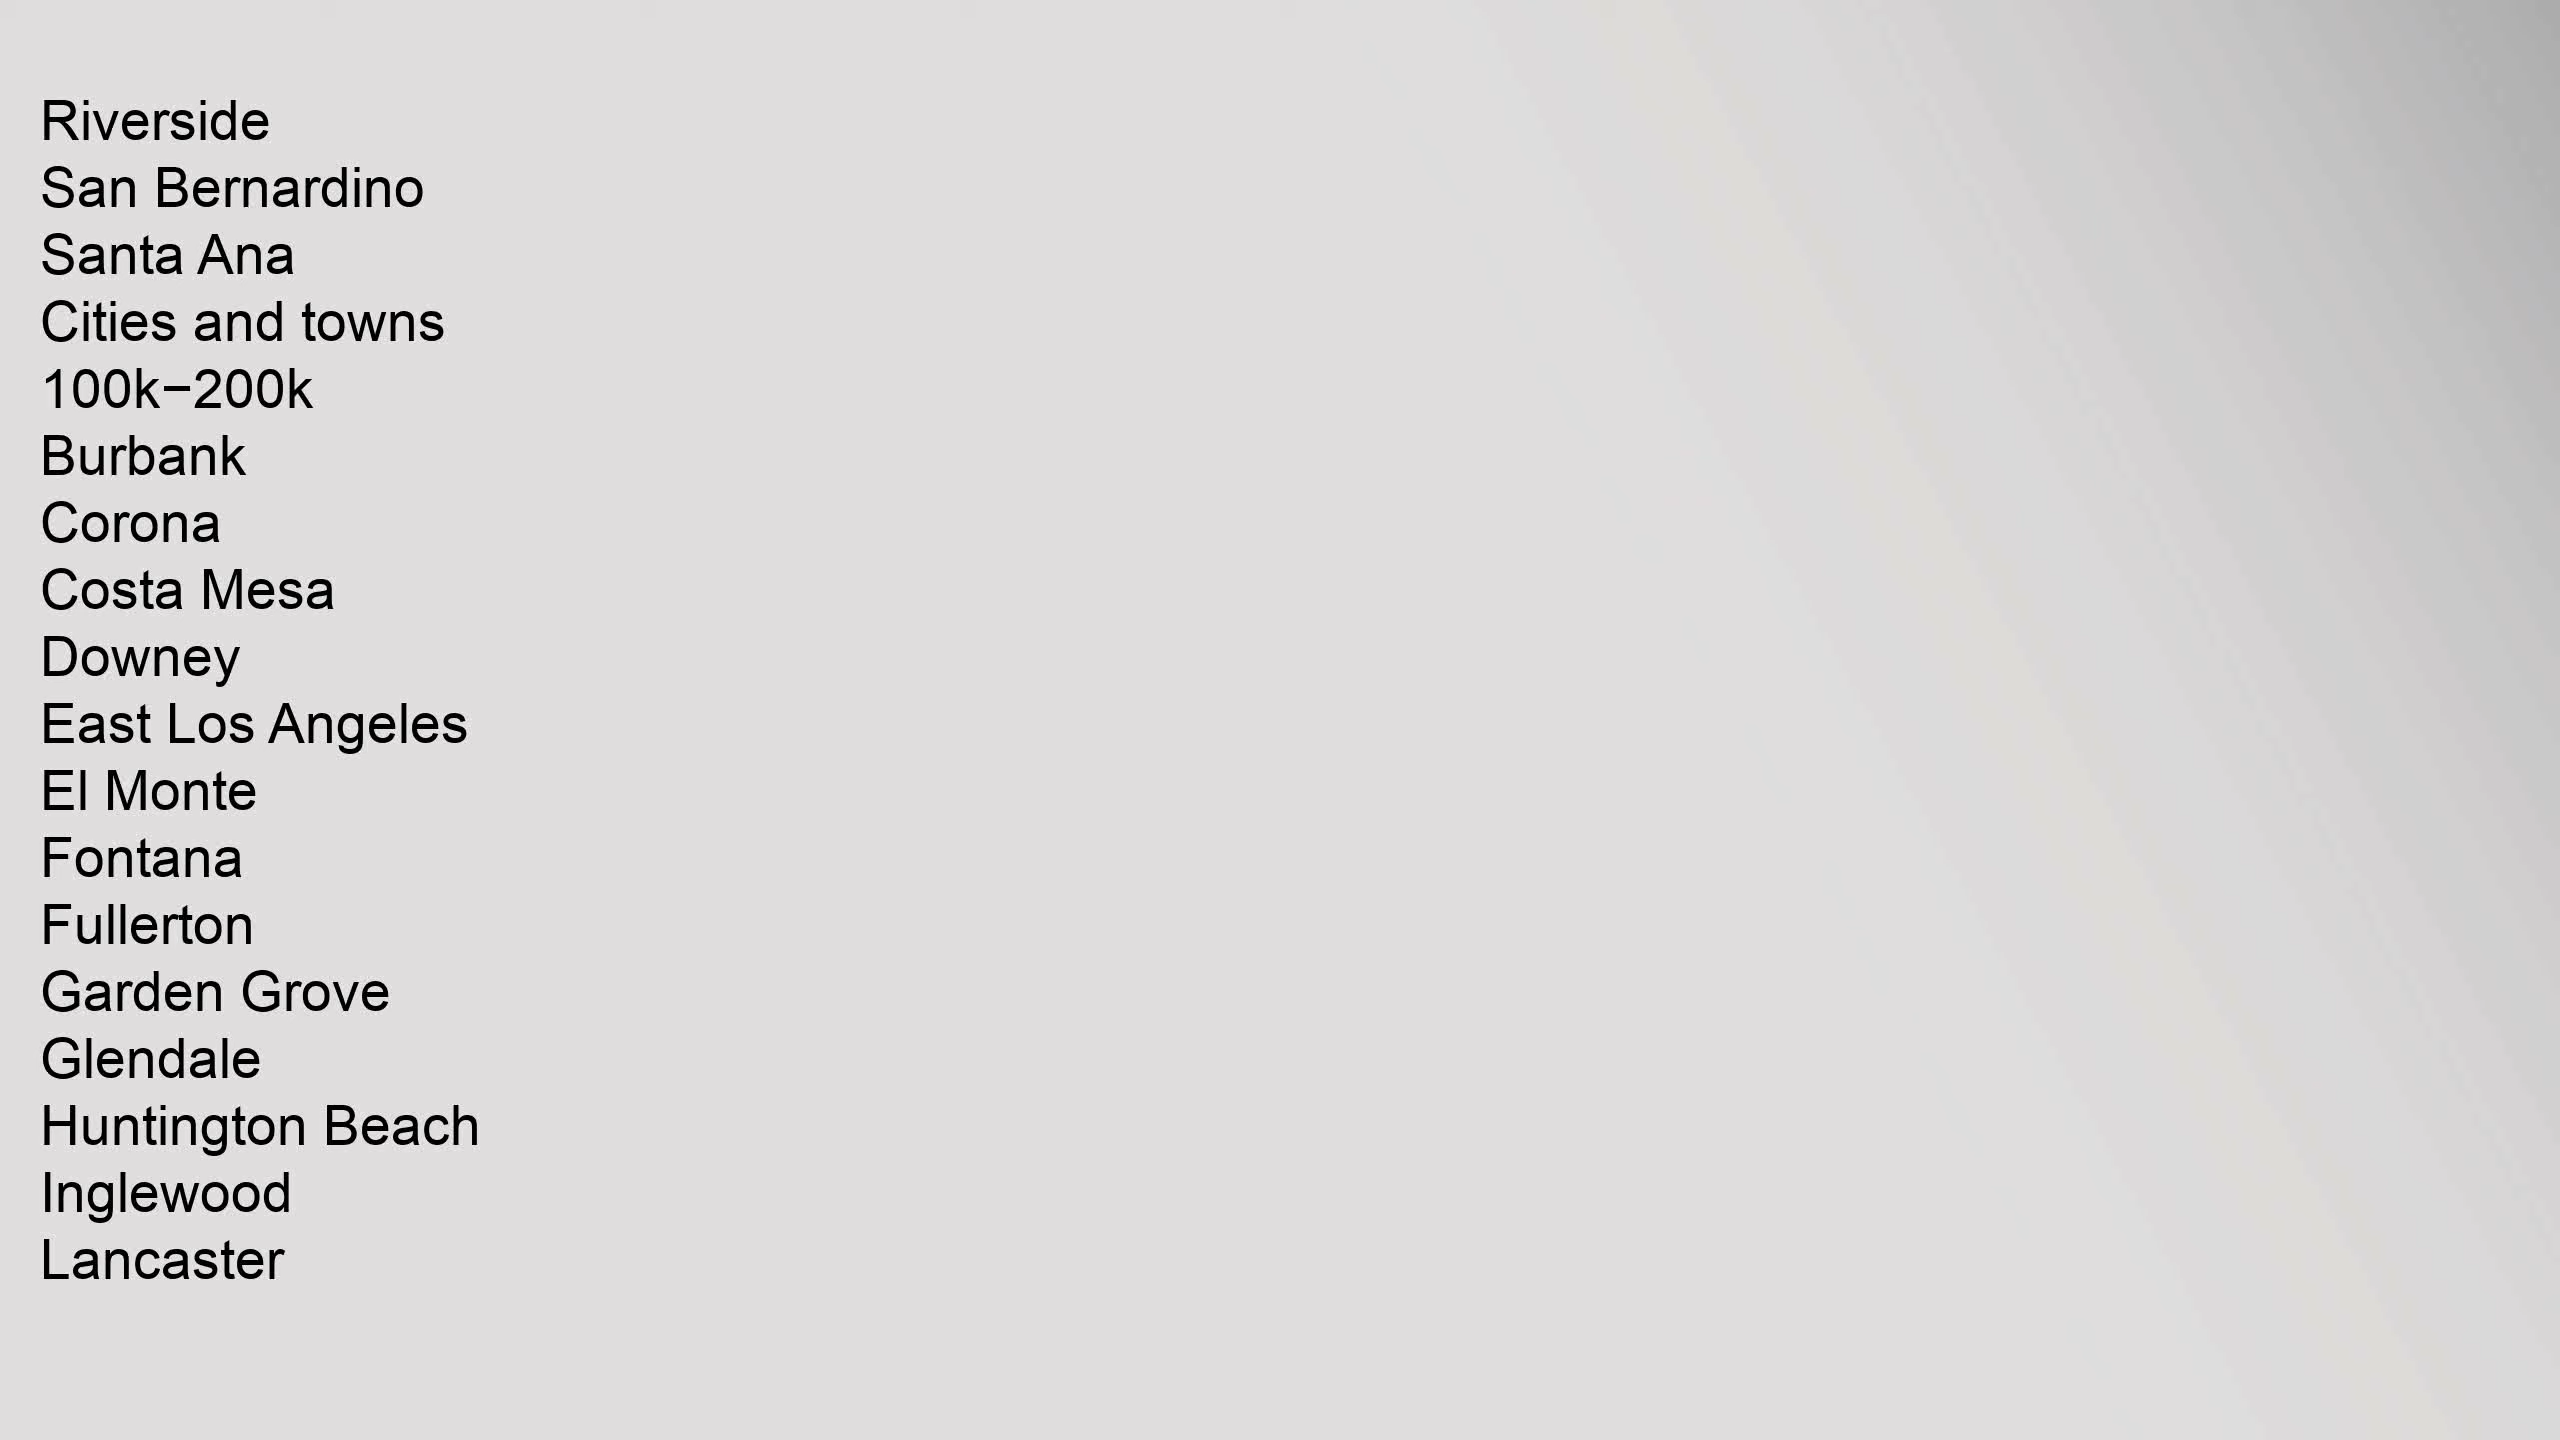 Riverside
San Bernardino
Santa Ana
Cities and towns
100k−200k
Burbank
Corona
Costa Mesa
Downey
East Los Angeles
El Monte
Fontana
Fullerton
Garden Grove
Glendale
Huntington Beach
Inglewood
Lancaster